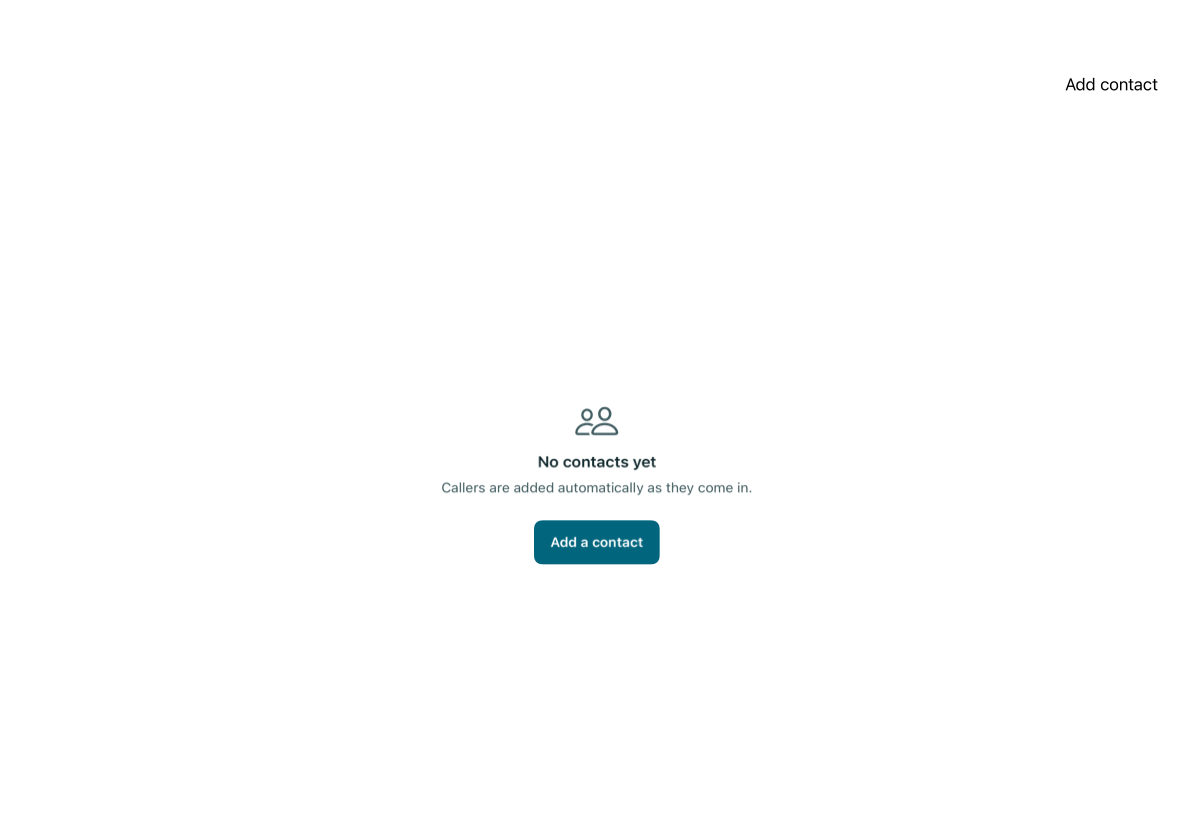 Add contact
No contacts yet
Callers are added automatically as they come in.
Add a contact